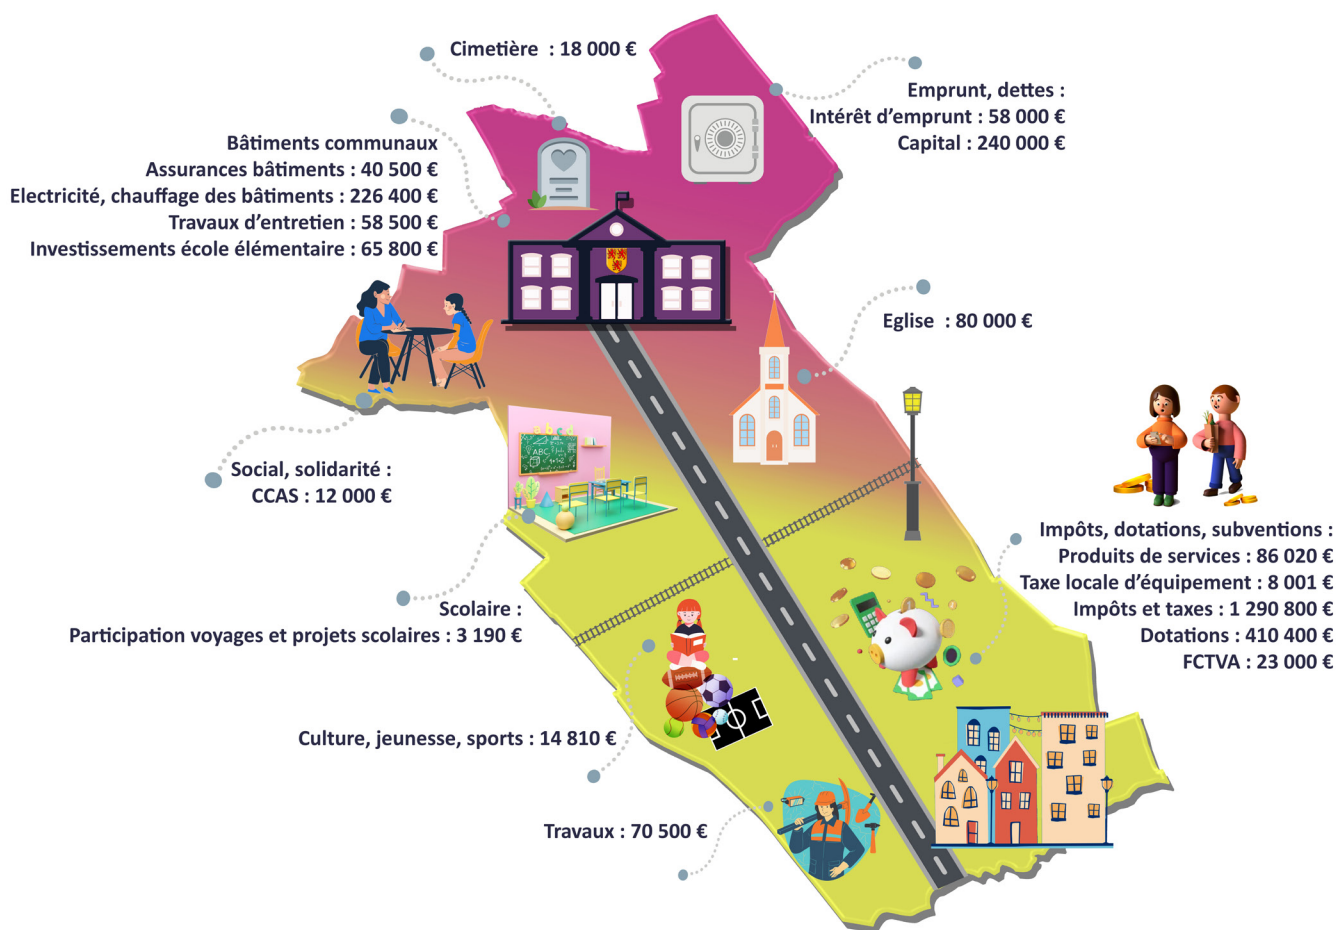 Cimetière : 18 000 €
Emprunt, dettes :
Intérêt d'emprunt : 58 000 €
Capital : 240 000 €
Bâtiments communaux
Assurances bâtiments : 40 500 €
Electricité, chauffage des bâtiments : 226 400 €
Travaux d'entretien : 58 500 €
Investissements école élémentaire : 65 800 €
Eglise : 80 000 €
Social, solidarité :
CCAS : 12 000 €
abcd
ABC
Impôts, dotations, subventions :
Produits de services : 86 020 €
Taxe locale d'équipement : 8 001 €
Impôts et taxes : 1 290 800 €
Dotations : 410 400 €
FCTVA : 23 000 €
Scolaire :
Participation voyages et projets scolaires : 3 190 €
Culture, jeunesse, sports : 14 810 €
Travaux : 70 500 €